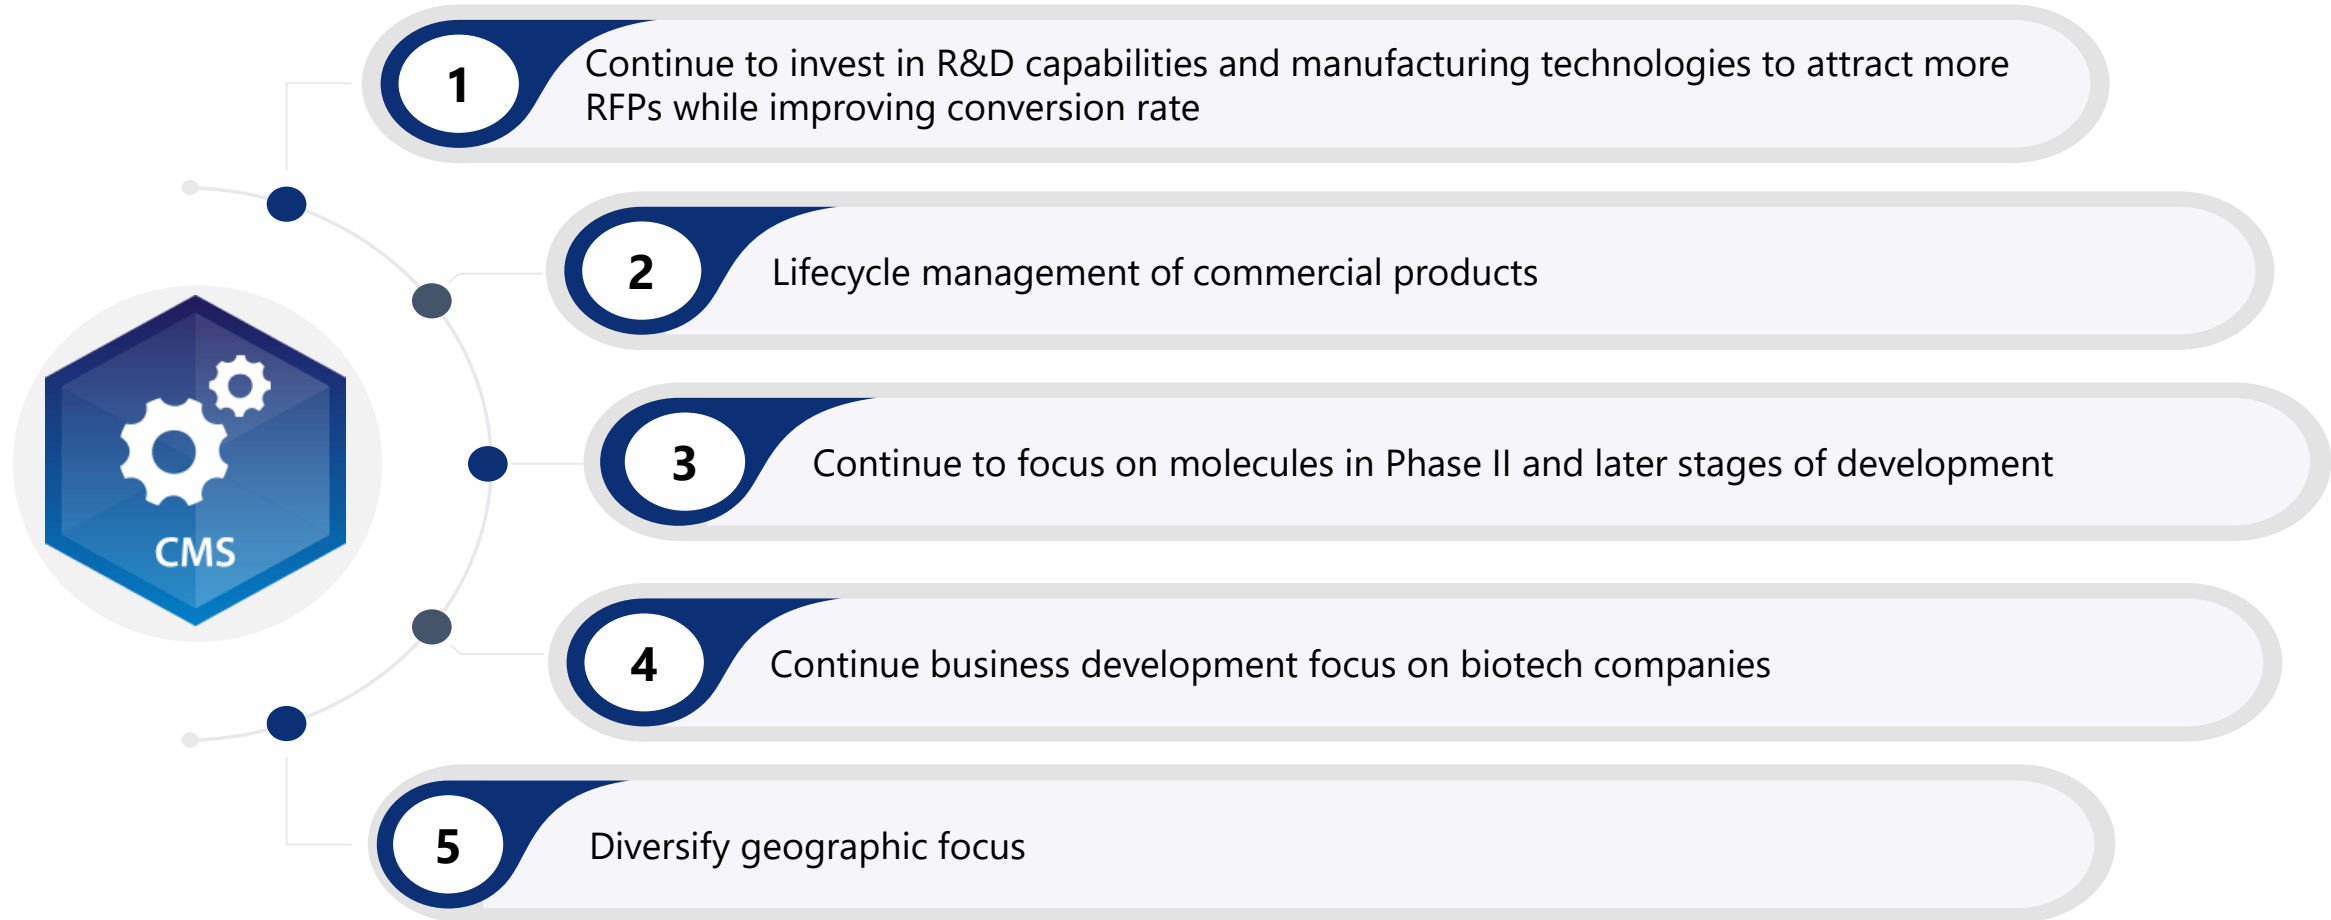 1
Continue to invest in R&D capabilities and manufacturing technologies to attract more
RFPs while improving conversion rate
2
Lifecycle management of commercial products
3
Continue to focus on molecules in Phase II and later stages of development
CMS
4
Continue business development focus on biotech companies
5
Diversify geographic focus